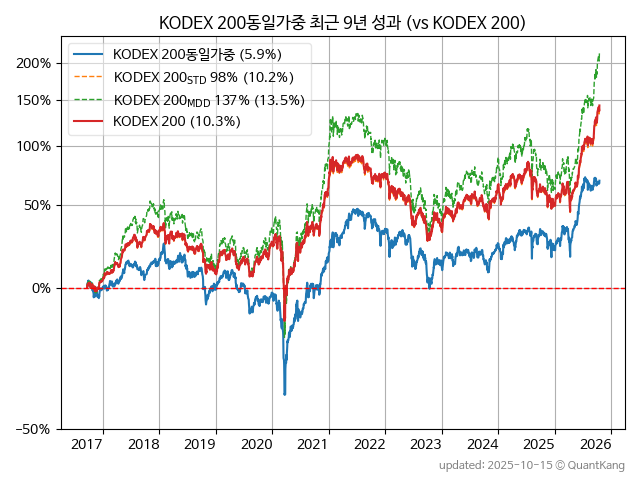 KODEX 200동일가중 최근 9년 성과 (vs KODEX 200)
KODEX 200동일가중 (5.9%)
KODEX 200STD 98% (10.2%)
KODEX 200MDD 137% (13.5%)
KODEX 200 (10.3%)
200%
150%
100%
50%
0%
−50%
2017 2018 2019 2020 2021 2022 2023 2024 2025 2026
updated: 2025-10-15 © QuantKang